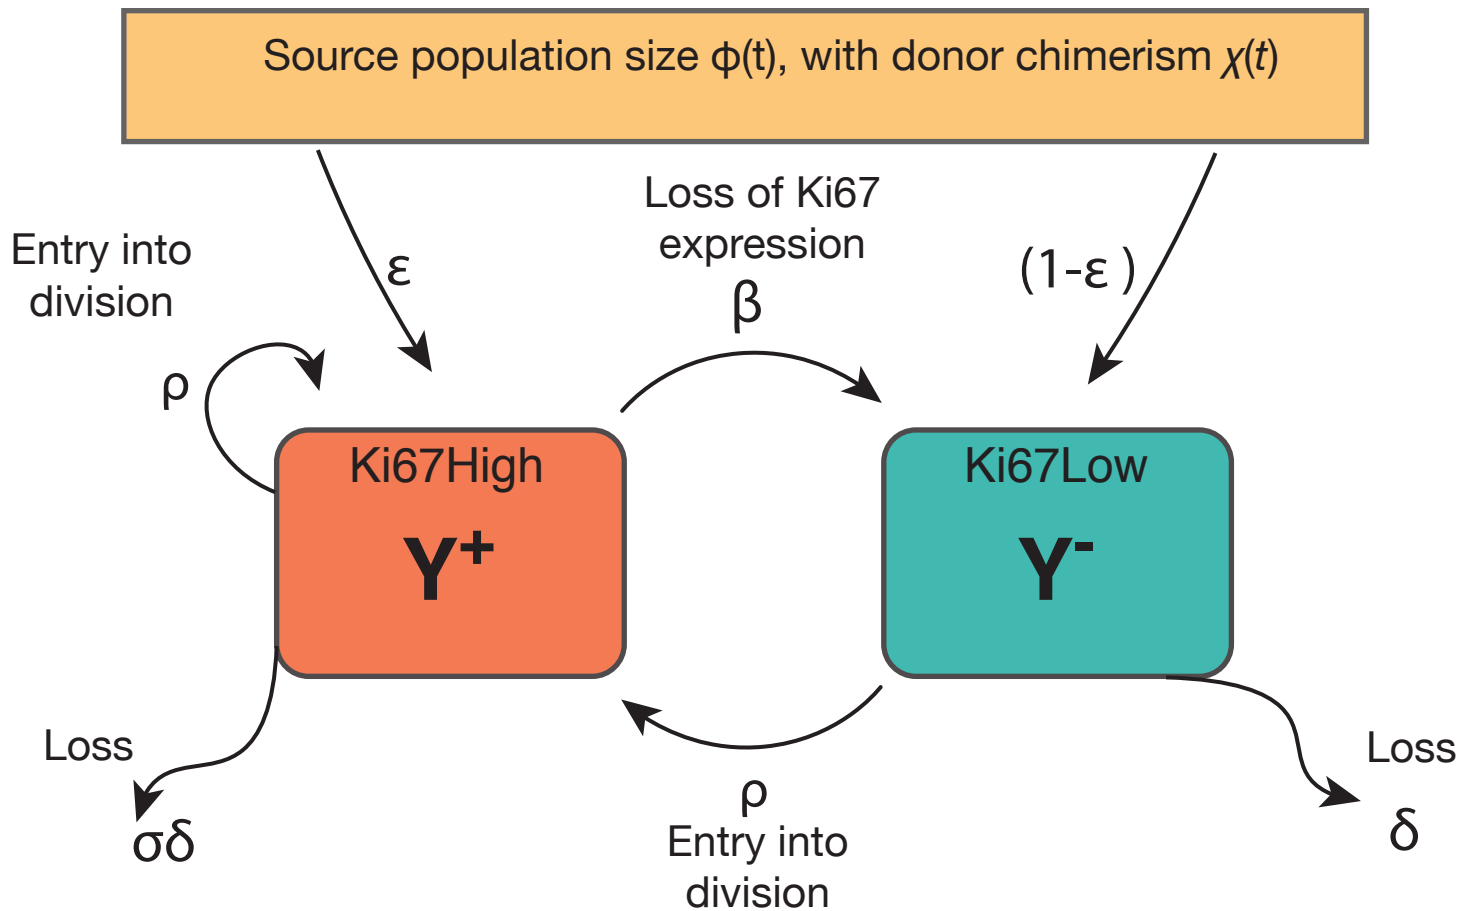 Source population size ϕ(t), with donor chimerism χ(t)
Entry into
division
ρ
ε
Loss of Ki67
expression
β
(1-ε )
Ki67High
Y⁺
Ki67Low
Y⁻
Loss
σδ
ρ
Entry into
division
Loss
δ